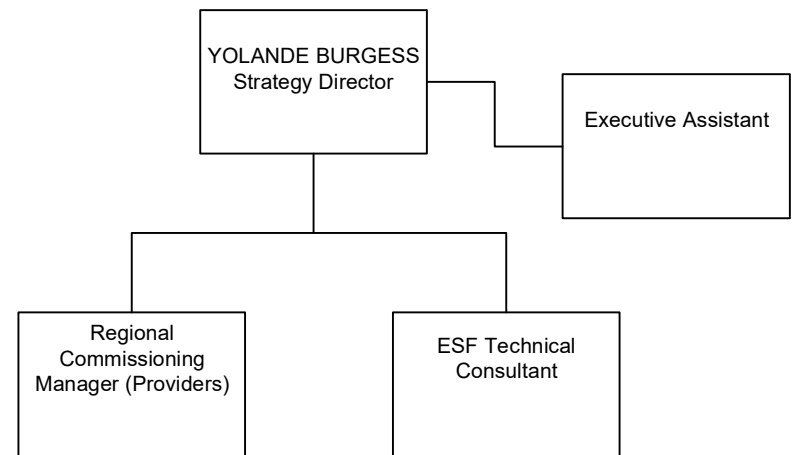 YOLANDE BURGESS
Strategy Director
Executive Assistant
Regional
Commissioning
Manager (Providers)
ESF Technical
Consultant